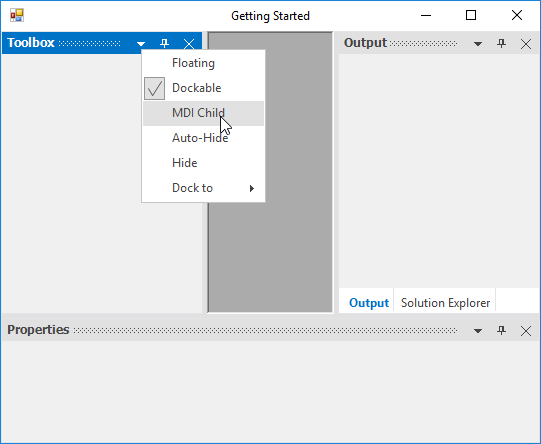 Getting Started
Toolbox
Output
Floating
Dockable
MDI Child
Auto-Hide
Hide
Dock to
Output Solution Explorer
Properties